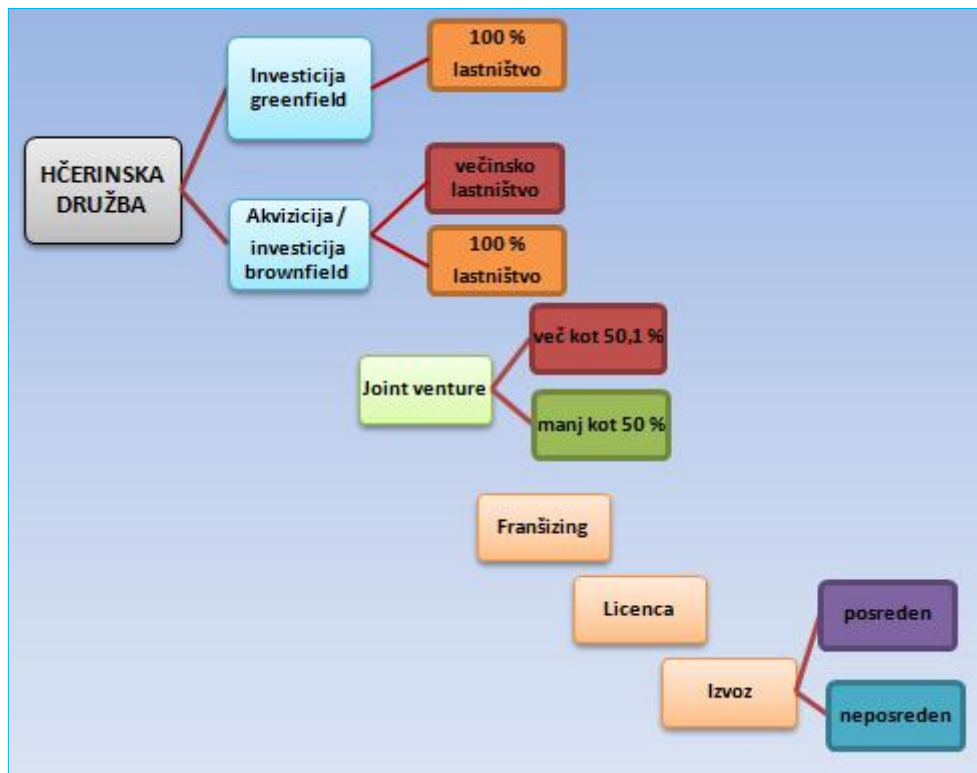 100 %
lastništvo
Investicija
greenfield
HČERINSKA
DRUŽBA
večinsko
lastništvo
Akvizicija /
investicija
brownfield
100 %
lastništvo
več kot 50,1 %
Joint venture
manj kot 50 %
Franšizing
Licenca
posreden
Izvoz
neposreden